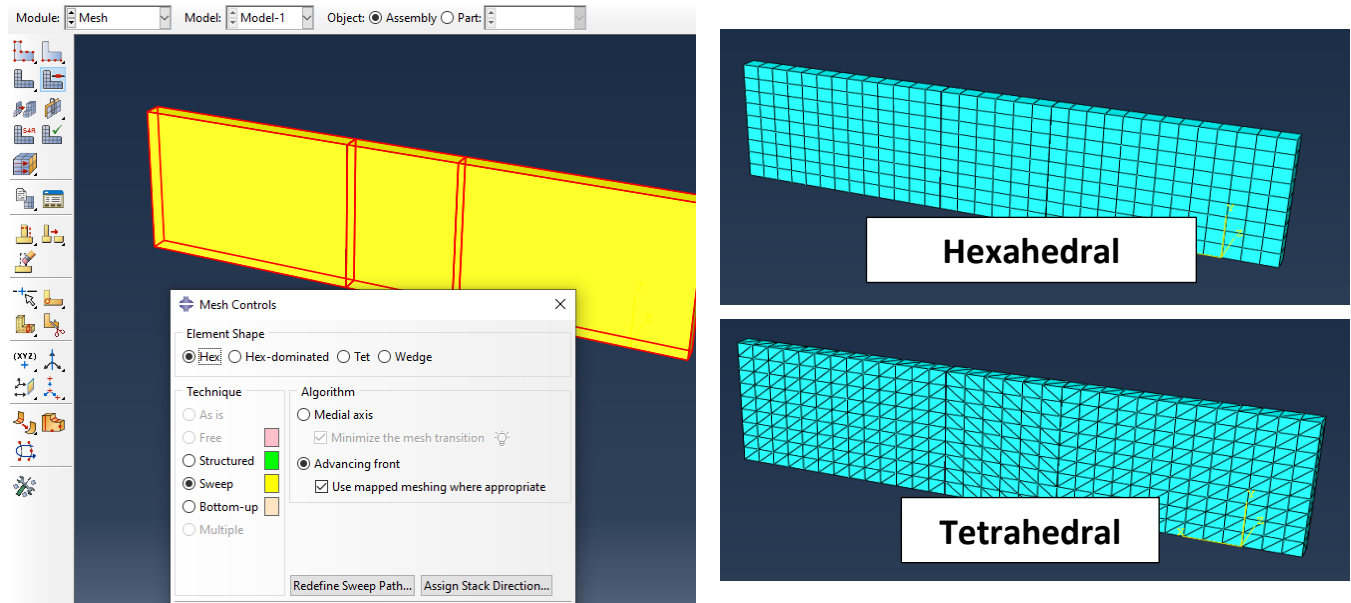 Module: Mesh Model: Model-1 Object: Assembly Part:
S4R
(XYZ)
Mesh Controls
Element Shape
Hex Hex-dominated Tet Wedge
Technique
As is
Free
Structured
Sweep
Bottom-up
Multiple
Algorithm
Medial axis
Minimize the mesh transition
Advancing front
Use mapped meshing where appropriate
Redefine Sweep Path... Assign Stack Direction...
Hexahedral
Tetrahedral